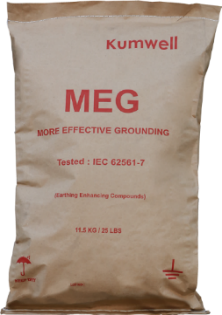 Kumwell
MEG
MORE EFFECTIVE GROUNDING
Tested : IEC 62561-7
(Earthing Enhancing Compounds)
11.5 KG / 25 LBS